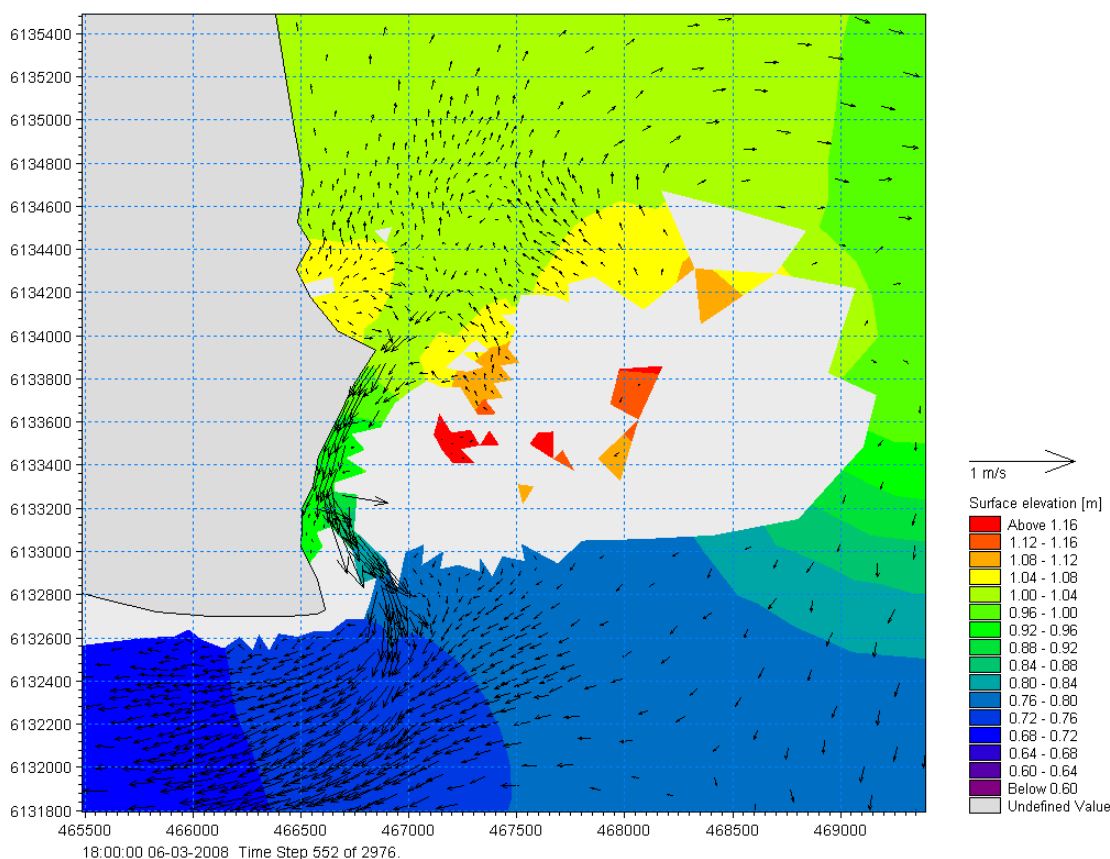 6135400
6135200
6135000
6134800
6134600
6134400
6134200
6134000
6133800
6133600
6133400
6133200
6133000
6132800
6132600
6132400
6132200
6132000
6131800
465500 466000 466500 467000 467500 468000 468500 469000
18:00:00 06-03-2008 Time Step 552 of 2976.
1 m/s
Surface elevation [m]
Above 1.16
1.12 - 1.16
1.08 - 1.12
1.04 - 1.08
1.00 - 1.04
0.96 - 1.00
0.92 - 0.96
0.88 - 0.92
0.84 - 0.88
0.80 - 0.84
0.76 - 0.80
0.72 - 0.76
0.68 - 0.72
0.64 - 0.68
0.60 - 0.64
Below 0.60
Undefined Value